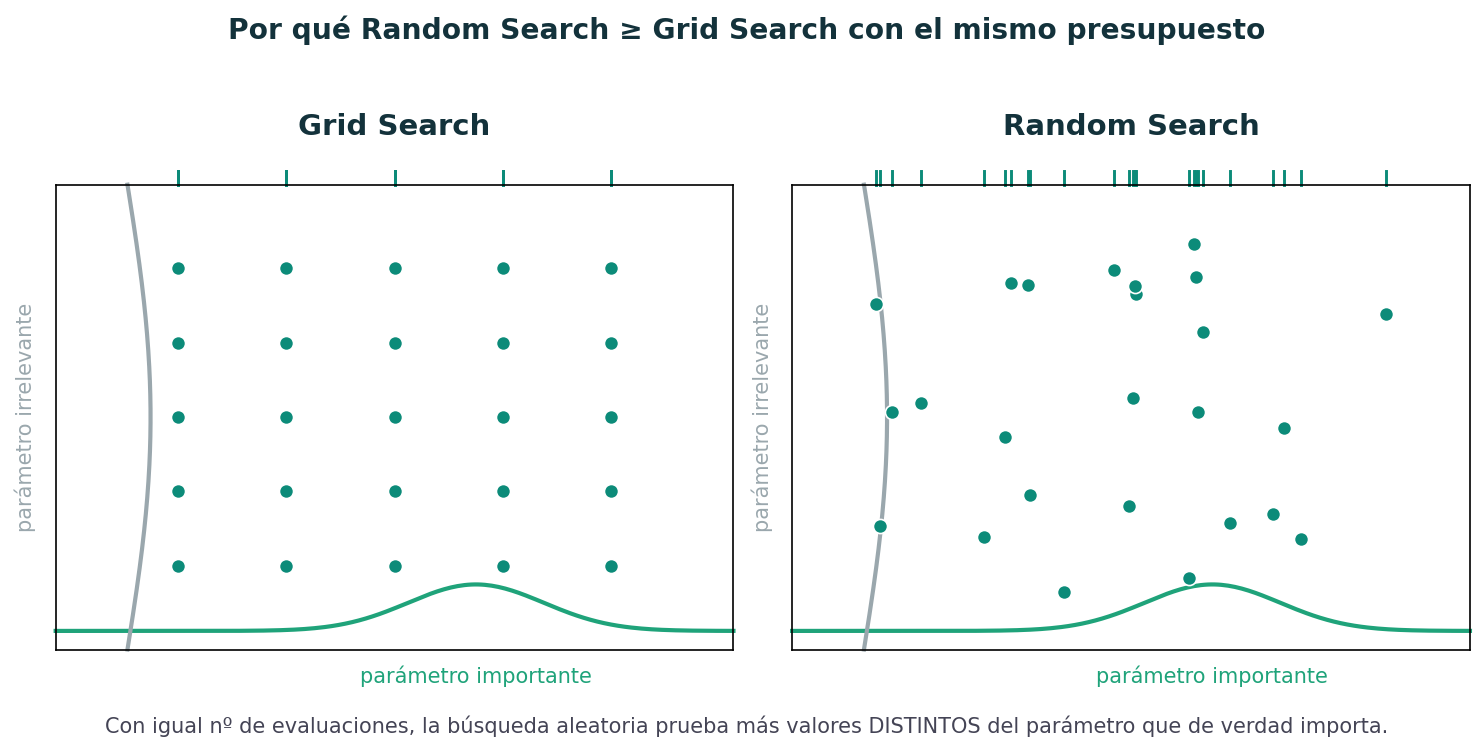 Por qué Random Search ≥ Grid Search con el mismo presupuesto
Grid Search
Random Search
parámetro irrelevante
parámetro irrelevante
parámetro importante
parámetro importante
Con igual nº de evaluaciones, la búsqueda aleatoria prueba más valores DISTINTOS del parámetro que de verdad importa.